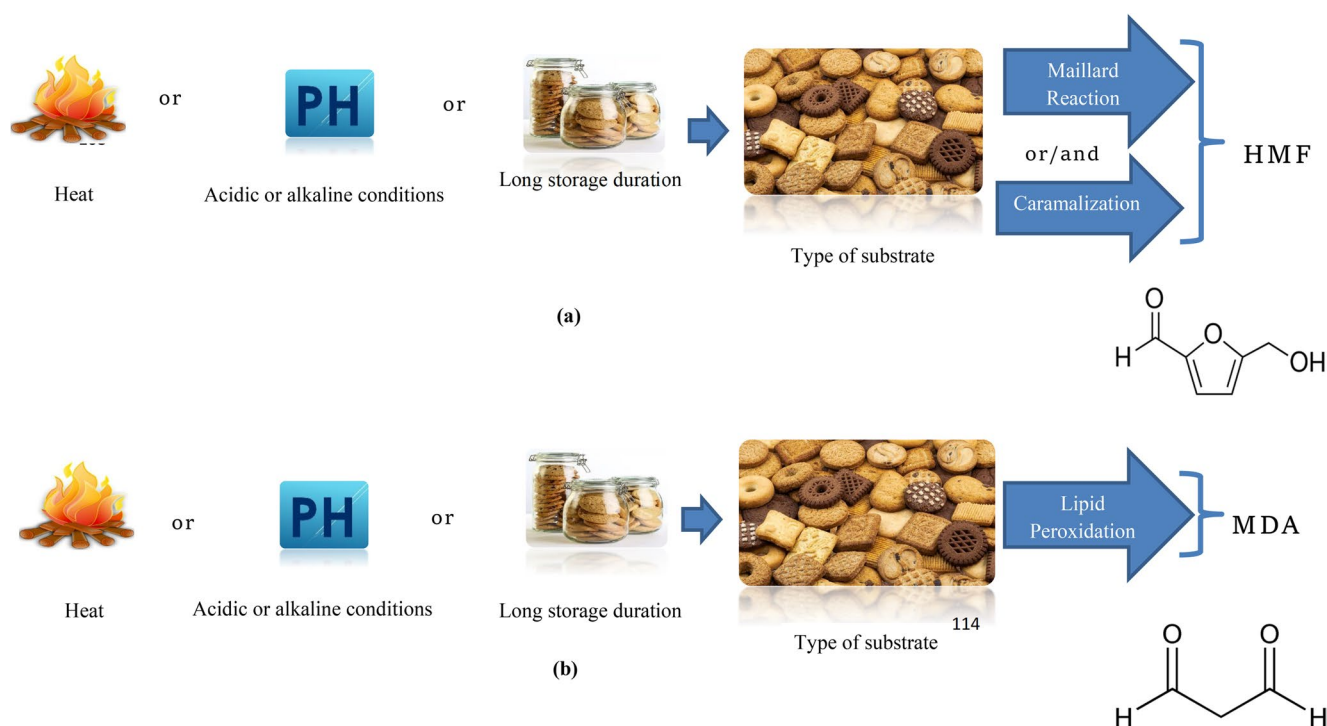 or
PH
or
Heat
Acidic or alkaline conditions
Long storage duration
Type of substrate
Maillard
Reaction
or/and
Caramalization
HMF
(a)
O
H
O
OH
or
PH
or
Heat
Acidic or alkaline conditions
Long storage duration
114
Type of substrate
Lipid
Peroxidation
MDA
(b)
O O
H H